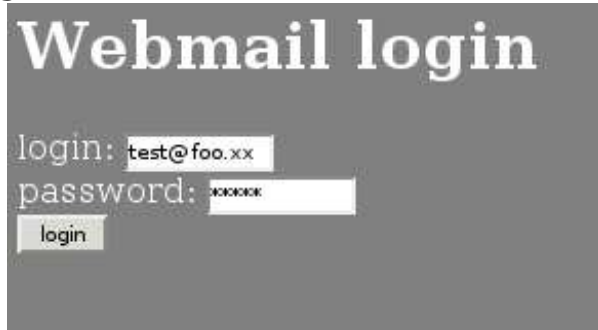 Webmail login
login: test@foo.xx
password: *****
login